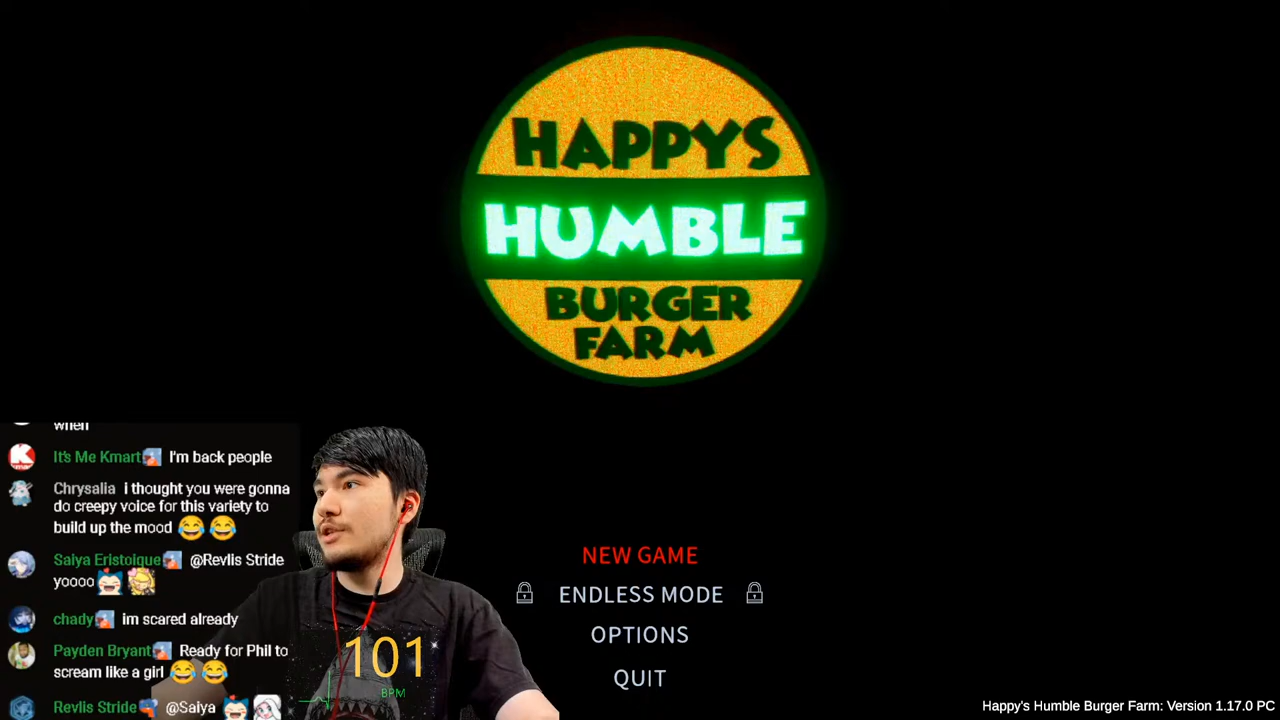 HAPPYS
HUMBLE
BURGER
FARM
when
It's Me Kmart I'm back people
Chrysalia i thought you were gonna
do creepy voice for this variety to
build up the mood 😂 😂
Saiya Eristoique @Revlis Stride
yoooo
chady im scared already
Payden Bryant Ready for Phil to
scream like a girl 😂 😂
Revlis Stride @Saiya
101
BPM
NEW GAME
ENDLESS MODE
OPTIONS
QUIT
Happy's Humble Burger Farm: Version 1.17.0 PC